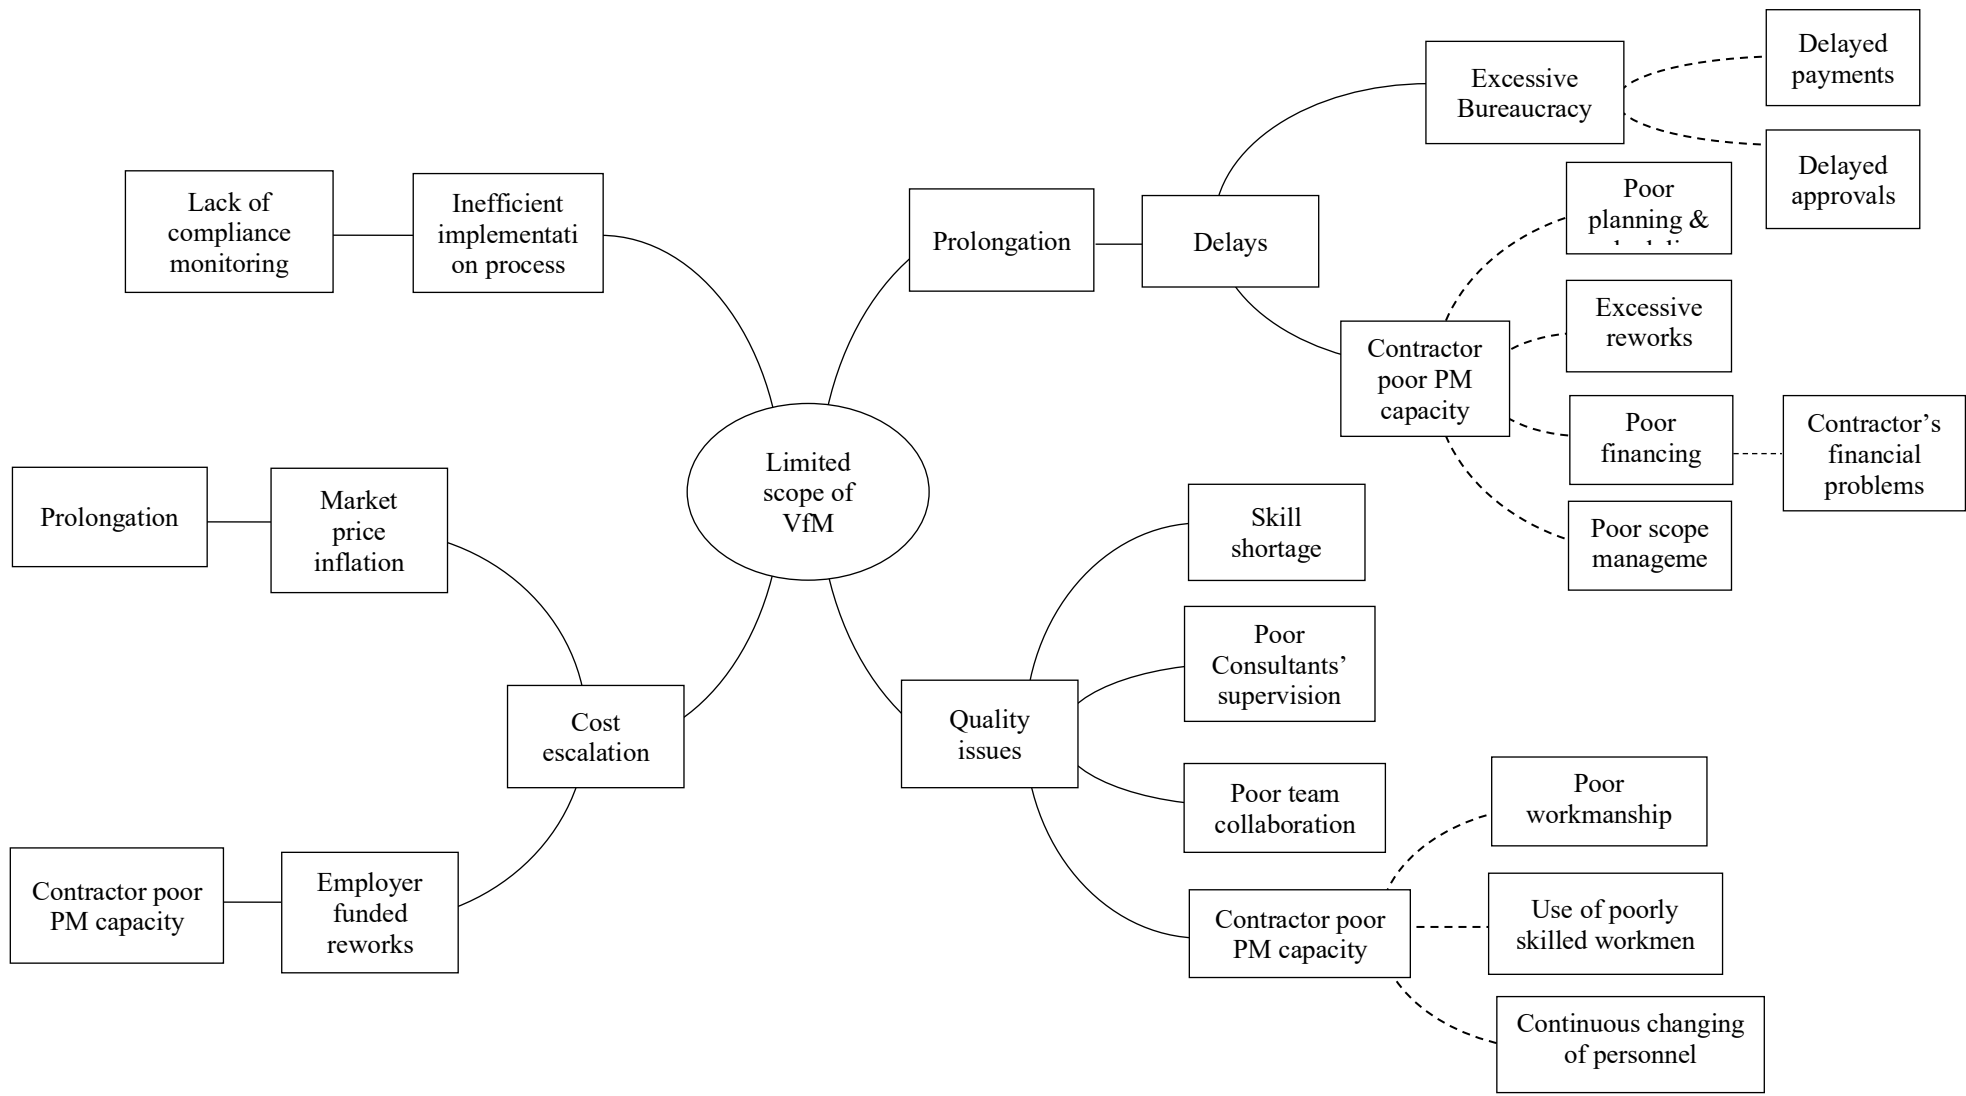 Delayed
payments
Excessive
Bureaucracy
Delayed
approvals
Poor
planning &
Lack of
compliance
monitoring
Inefficient
implementati
on process
Prolongation
Delays
Excessive
reworks
Contractor
poor PM
capacity
Poor
financing
Contractor’s
financial
problems
Limited
scope of
VfM
Prolongation
Market
price
inflation
Skill
shortage
Poor scope
manageme
Poor
Consultants’
supervision
Cost
escalation
Quality
issues
Poor team
collaboration
Poor
workmanship
Contractor poor
PM capacity
Employer
funded
reworks
Contractor poor
PM capacity
Use of poorly
skilled workmen
Continuous changing
of personnel